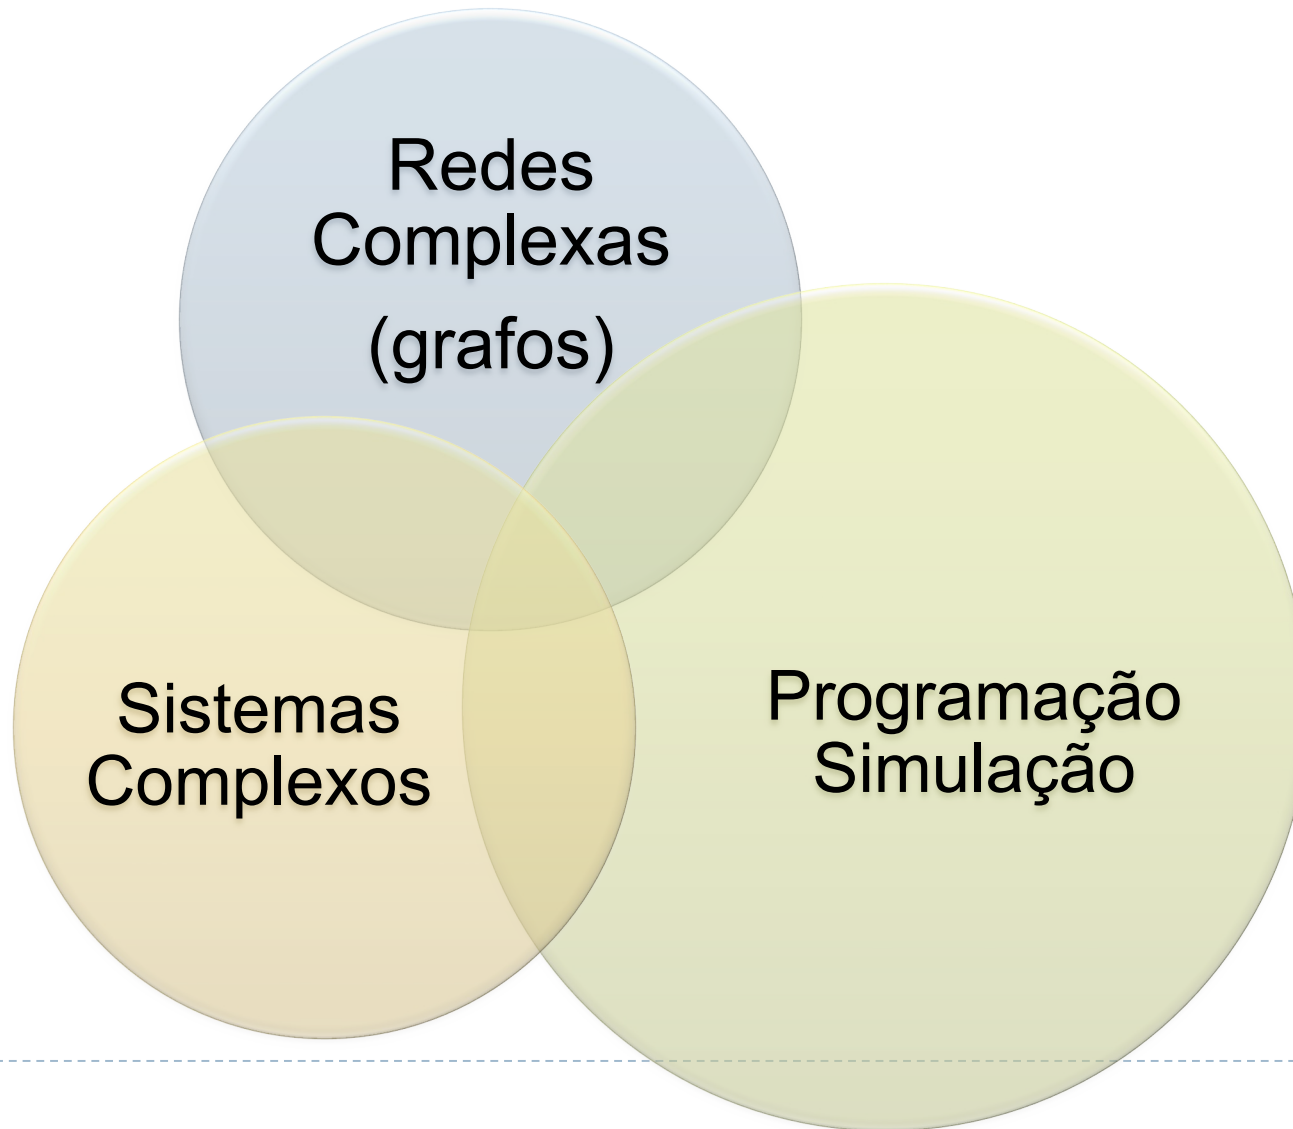 Redes
Complexas
(grafos)
Sistemas
Complexos
Programação
Simulação